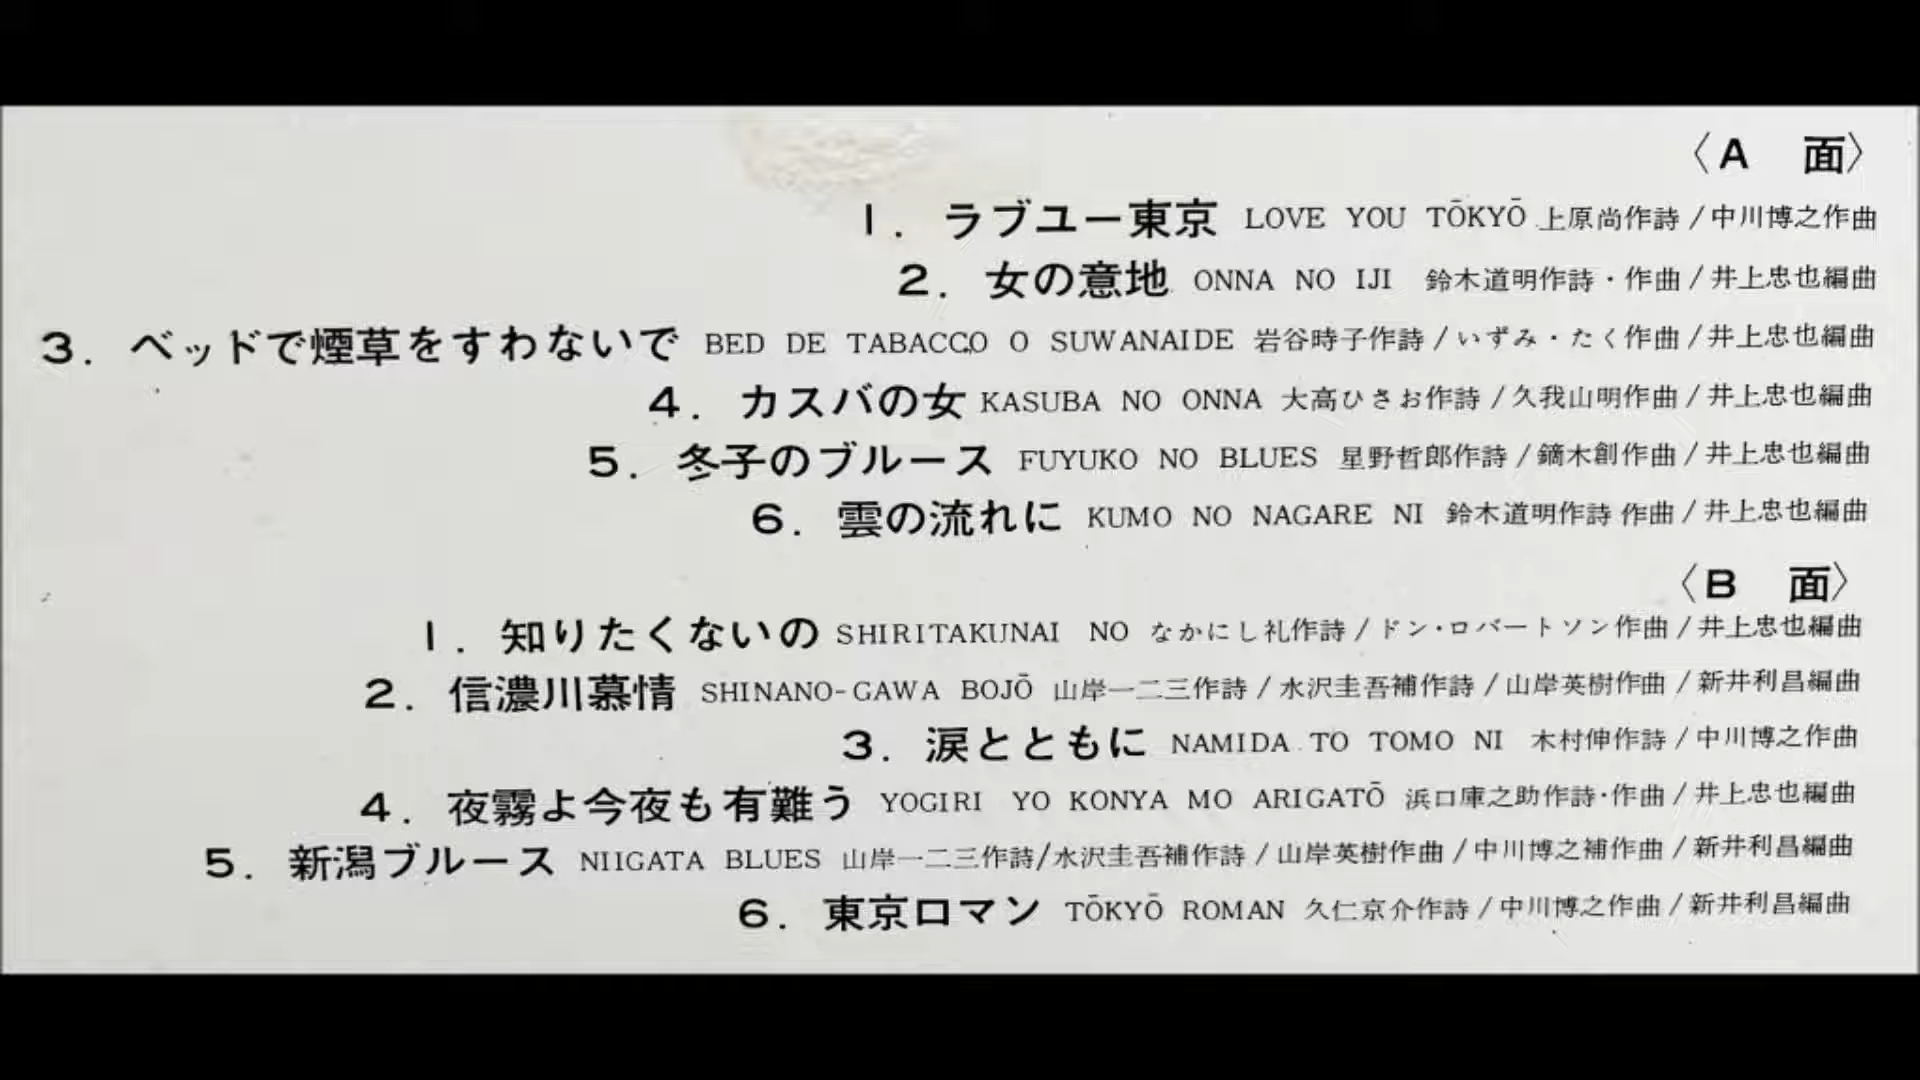 〈A 面〉
1. ラブユー東京 LOVE YOU TŌKYŌ 上原尚作詩/中川博之作曲
2. 女の意地 ONNA NO IJI 鈴木道明作詩・作曲/井上忠也編曲
3. ベッドで煙草をすわないで BED DE TABACCO O SUWANAIDE 岩谷時子作詩/いずみ・たく作曲/井上忠也編曲
4. カスバの女 KASUBA NO ONNA 大高ひさお作詩/久我山明作曲/井上忠也編曲
5. 冬子のブルース FUYUKO NO BLUES 星野哲郎作詩/鏑木創作曲/井上忠也編曲
6. 雲の流れに KUMO NO NAGARE NI 鈴木道明作詩 作曲/井上忠也編曲
〈B 面〉
1. 知りたくないの SHIRITAKUNAI NO なかにし礼作詩/ドン・ロバートソン作曲/井上忠也編曲
2. 信濃川慕情 SHINANO-GAWA BOJŌ 山岸一二三作詩/水沢圭吾補作詩/山岸英樹作曲/新井利昌編曲
3. 涙とともに NAMIDA TO TOMO NI 木村伸作詩/中川博之作曲
4. 夜霧よ今夜も有難う YOGIRI YO KONYA MO ARIGATŌ 浜口庫之助作詩・作曲/井上忠也編曲
5. 新潟ブルース NIIGATA BLUES 山岸一二三作詩/水沢圭吾補作詩/山岸英樹作曲/中川博之補作曲/新井利昌編曲
6. 東京ロマン TŌKYŌ ROMAN 久仁京介作詩/中川博之作曲/新井利昌編曲